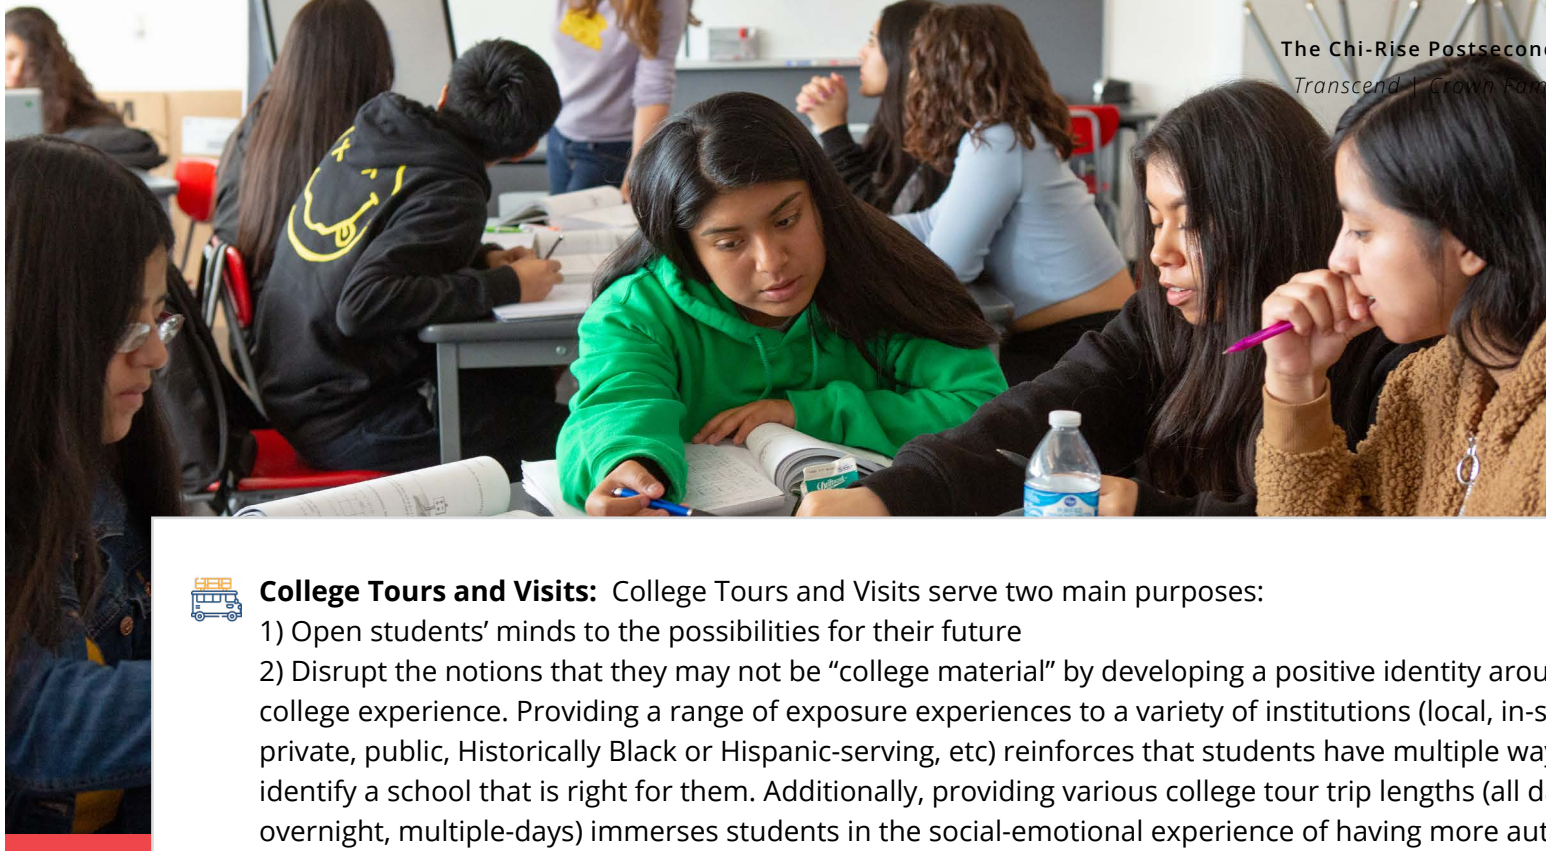 The Chi-Rise Postsecon
Transcend | Crown Fam
College Tours and Visits: College Tours and Visits serve two main purposes:
1) Open students’ minds to the possibilities for their future
2) Disrupt the notions that they may not be “college material” by developing a positive identity arou
college experience. Providing a range of exposure experiences to a variety of institutions (local, in-s
private, public, Historically Black or Hispanic-serving, etc) reinforces that students have multiple way
identify a school that is right for them. Additionally, providing various college tour trip lengths (all d
overnight, multiple-days) immerses students in the social-emotional experience of having more aut